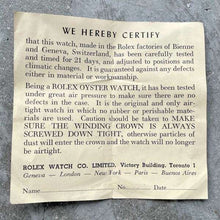 WE HEREBY CERTIFY
that this watch, made in the Rolex factories of Bienne
and Geneva, Switzerland, has been carefully tested
and timed for 21 days, and adjusted to positions and
climatic changes. It is guaranteed against any defects
either in material or workmanship.
Being a ROLEX OYSTER WATCH, it has been tested
under great air pressure to make sure there are no
defects in the case. It is the original and only air-
tight watch in which no rubber or perishable materials
are used. Caution should be taken to MAKE
SURE THE WINDING CROWN IS ALWAYS
SCREWED DOWN TIGHT, otherwise particles of
dust will enter the crown and the watch will no longer
be airtight.
ROLEX WATCH CO. LIMITED. Victory Building, Toronto 1
Geneva — London — New York — Paris — Buenos Aires
Name No. Date